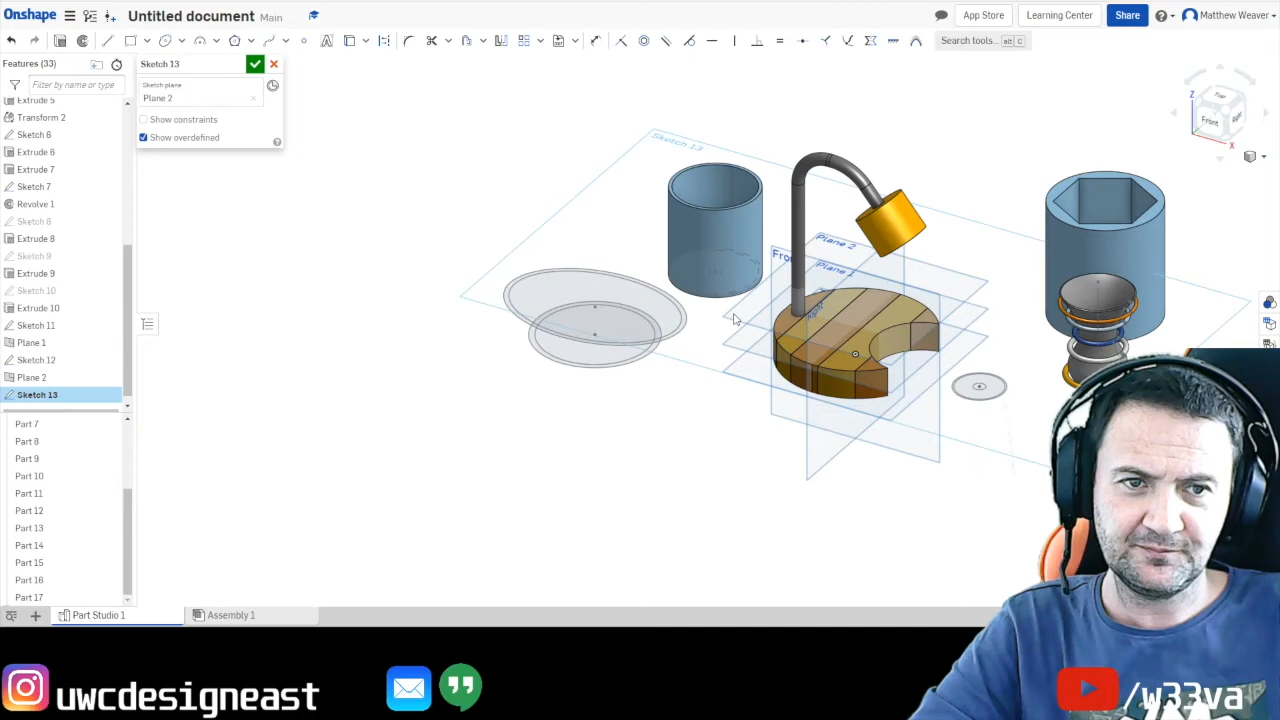 Onshape
Untitled document Main
App Store
Learning Center
Share
Matthew Weaver
Search tools... alt C
Features (33)
Filter by name or type
Extrude 5
Transform 2
Sketch 6
Extrude 6
Extrude 7
Sketch 7
Revolve 1
Sketch 8
Extrude 8
Sketch 9
Extrude 9
Sketch 10
Extrude 10
Sketch 11
Plane 1
Sketch 12
Plane 2
Sketch 13
Part 7
Part 8
Part 9
Part 10
Part 11
Part 12
Part 13
Part 14
Part 15
Part 16
Part 17
Sketch 13
Sketch plane
Plane 2
Show constraints
Show overdefined
Sketch 13
Plane 2
Plane 1
Z
Top
Front
Right
X
Part Studio 1
Assembly 1
uwcdesigneast
/w33va